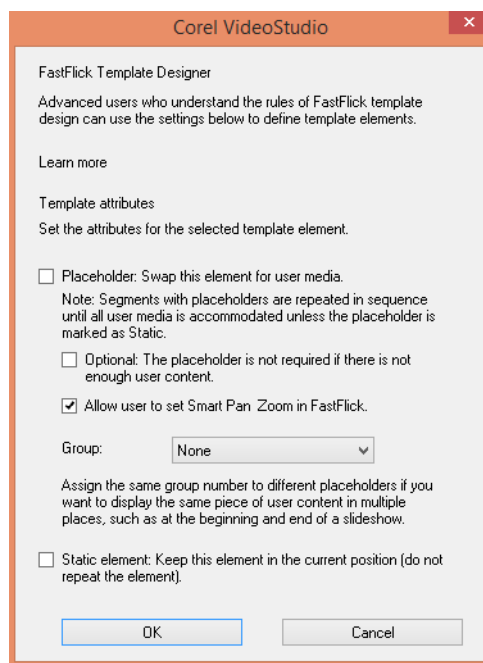 Corel VideoStudio
FastFlick Template Designer
Advanced users who understand the rules of FastFlick template
design can use the settings below to define template elements.
Learn more
Template attributes
Set the attributes for the selected template element.
Placeholder: Swap this element for user media.
Note: Segments with placeholders are repeated in sequence
until all user media is accommodated unless the placeholder is
marked as Static.
Optional: The placeholder is not required if there is not
enough user content.
Allow user to set Smart Pan Zoom in FastFlick.
Group: None
Assign the same group number to different placeholders if you
want to display the same piece of user content in multiple
places, such as at the beginning and end of a slideshow.
Static element: Keep this element in the current position (do not
repeat the element).
OK Cancel